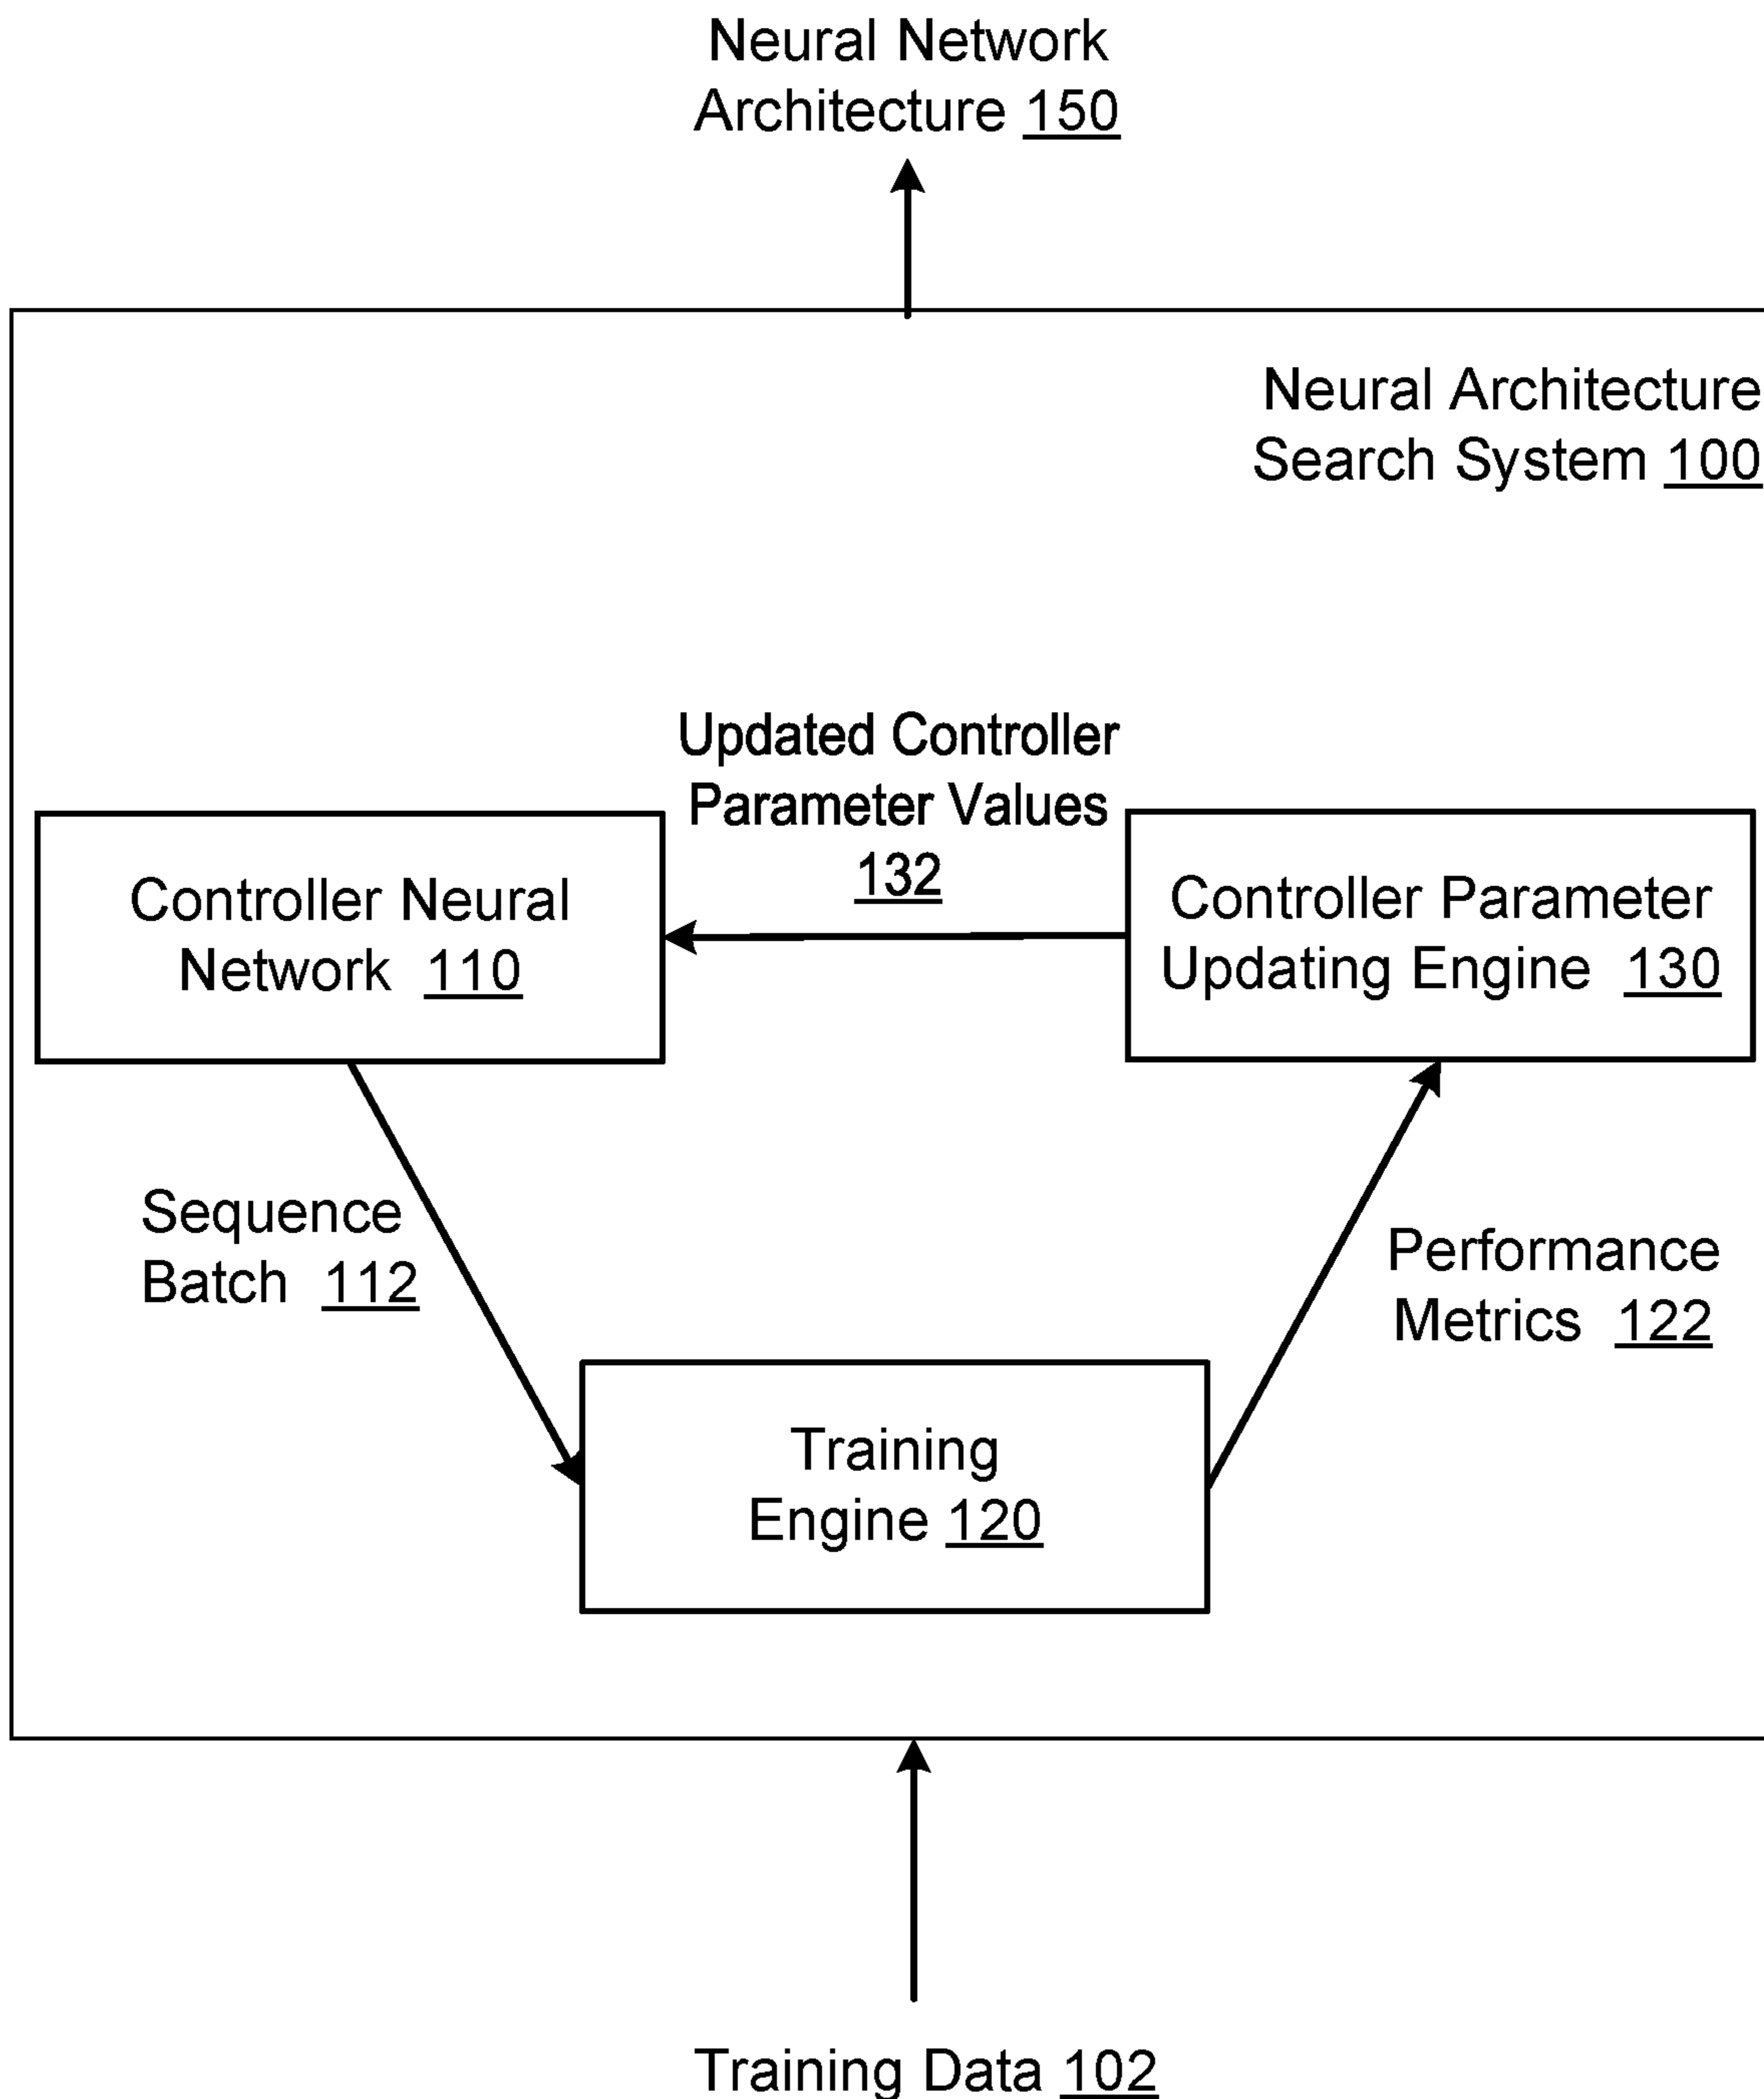 Neural Network
Architecture 150
Neural Architecture
Search System 100
Updated Controller
Parameter Values
132
Controller Neural
Network 110
Controller Parameter
Updating Engine 130
Sequence
Batch 112
Performance
Metrics 122
Training
Engine 120
Training Data 102